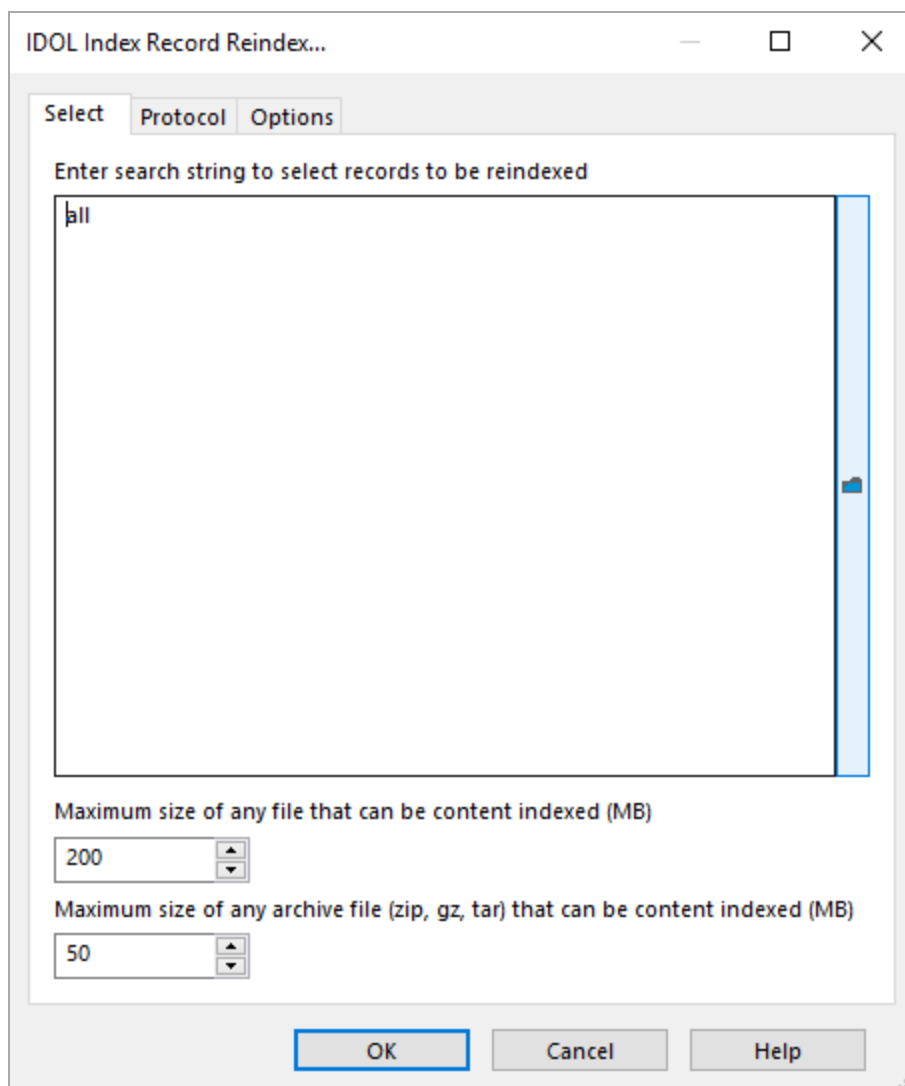 IDOL Index Record Reindex...
Select Protocol Options
Enter search string to select records to be reindexed
all
Maximum size of any file that can be content indexed (MB)
200
Maximum size of any archive file (zip, gz, tar) that can be content indexed (MB)
50
OK Cancel Help